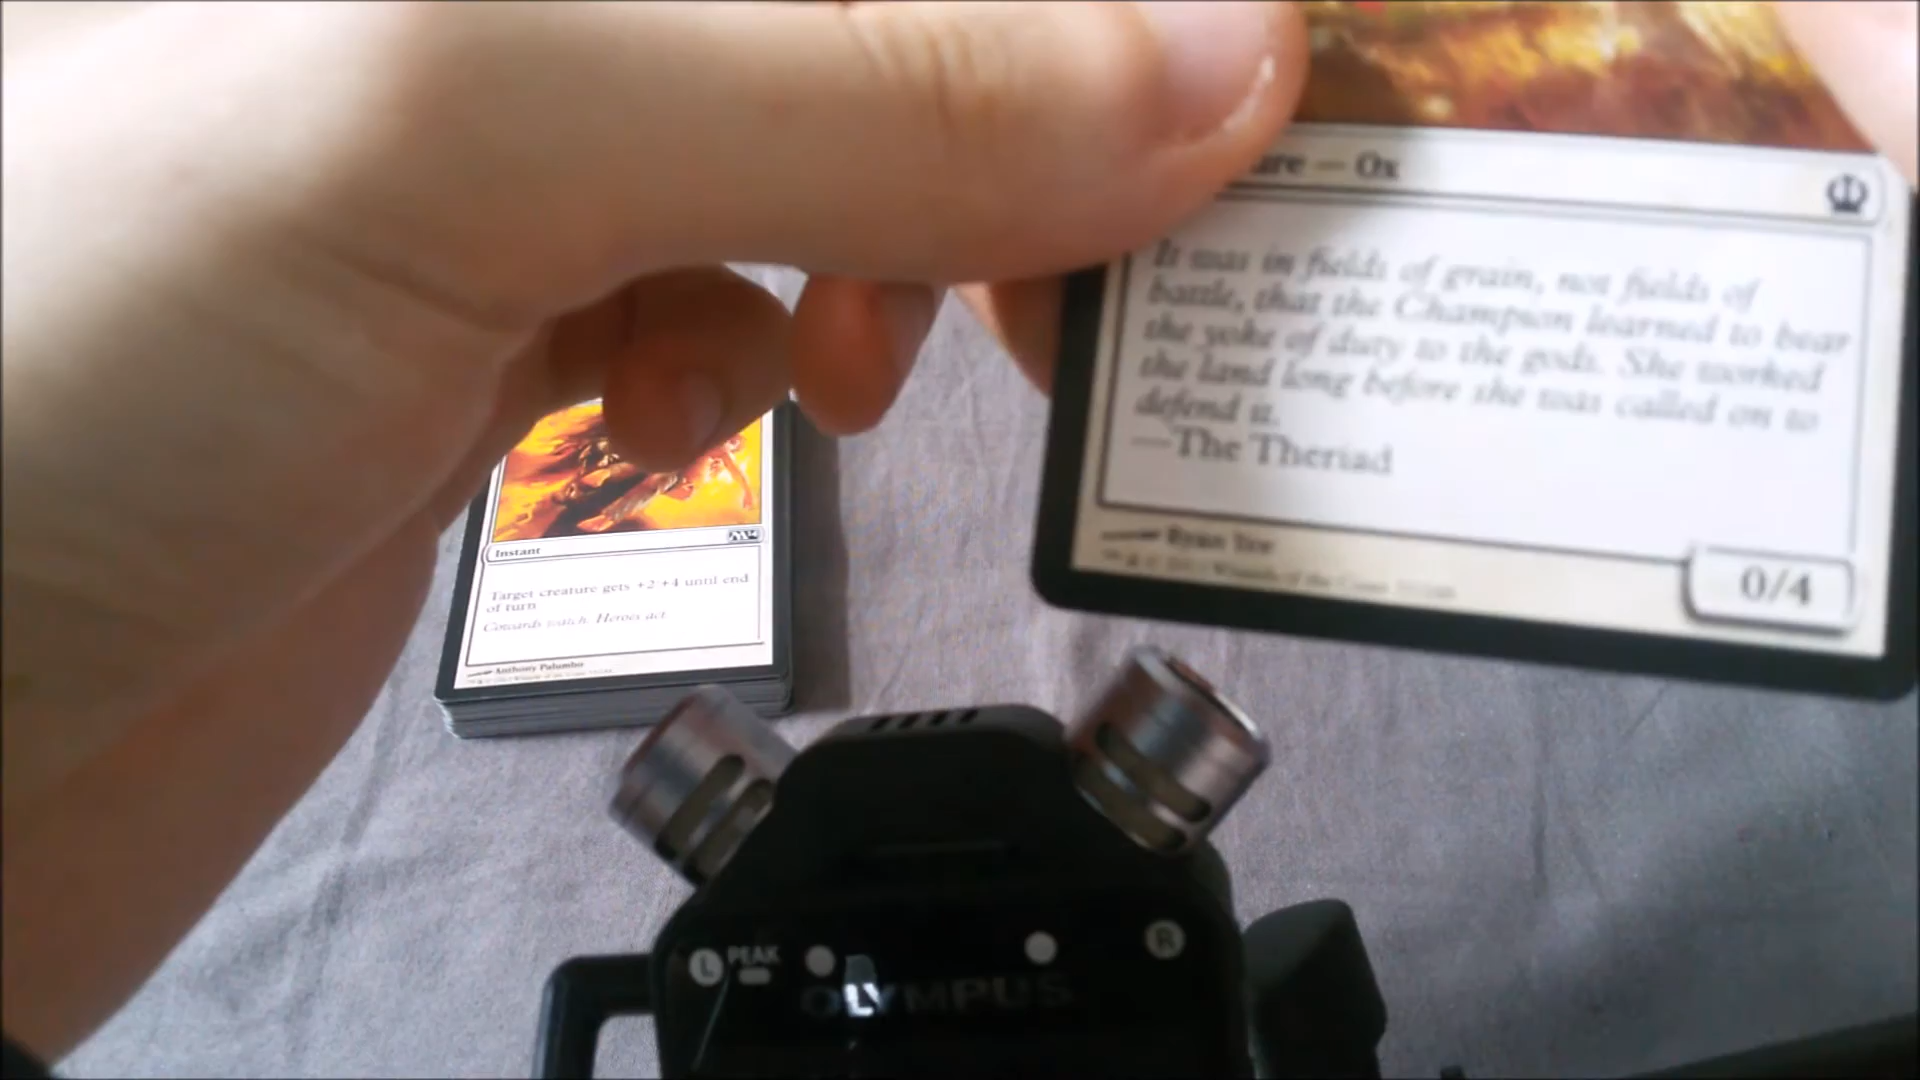 Ox
It was in fields of grain, not fields of
battle, that the Champion learned to bear
the yoke of duty to the gods. She worked
the land long before she was called on to
defend it.
—The Theriad
Ryan Yee
0/4
Instant
M14
Target creature gets +2/+4 until end
of turn
Cowards watch. Heroes act.
Anthony Palumbo
L PEAK R
OLYMPUS